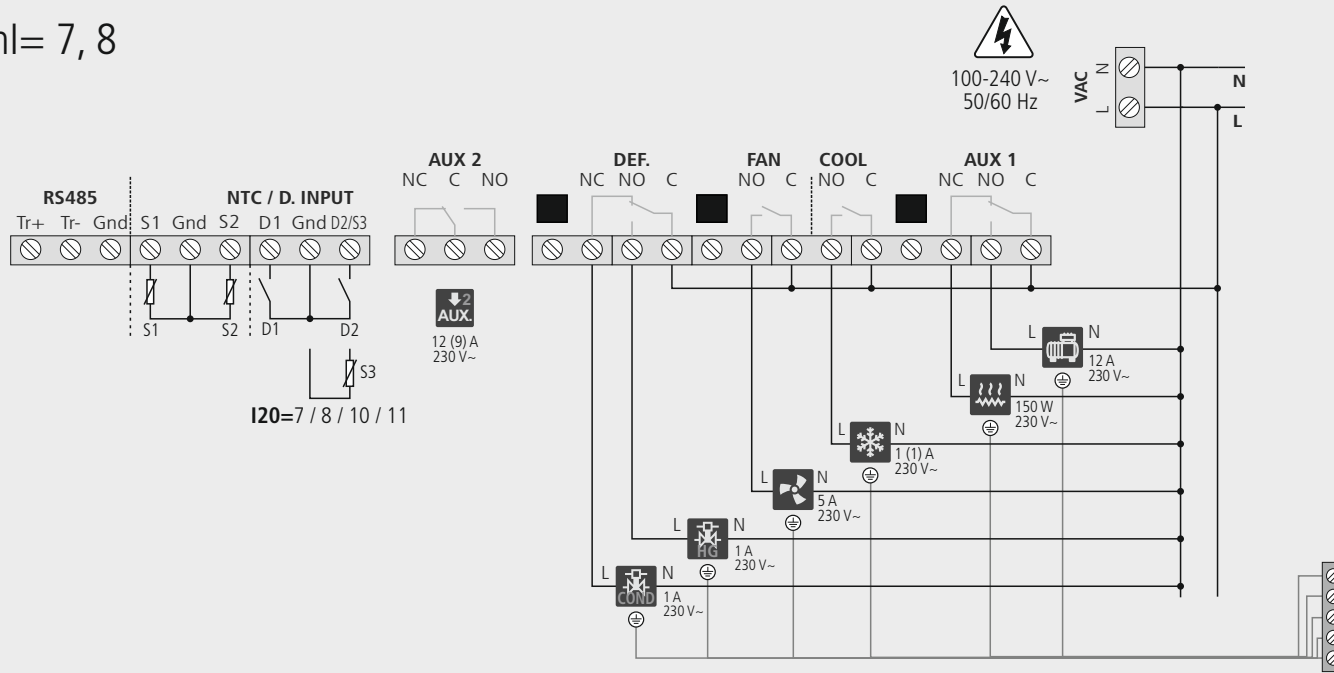 nl= 7, 8
100-240 V~
50/60 Hz
VAC
N
L
N
L
RS485
NTC / D. INPUT
AUX 2
DEF.
FAN
COOL
AUX 1
Tr+ Tr- Gnd S1 Gnd S2 D1 Gnd D2/S3
NC C NO
NC NO C
NO C
NO C
NC NO C
S1 S2 D1 D2
S3
I20=7 / 8 / 10 / 11
2
AUX.
12 (9) A
230 V~
L N
12 A
230 V~
L N
150 W
230 V~
L N
1 (1) A
230 V~
L N
5 A
230 V~
L N
HG
1 A
230 V~
L N
COND
1 A
230 V~